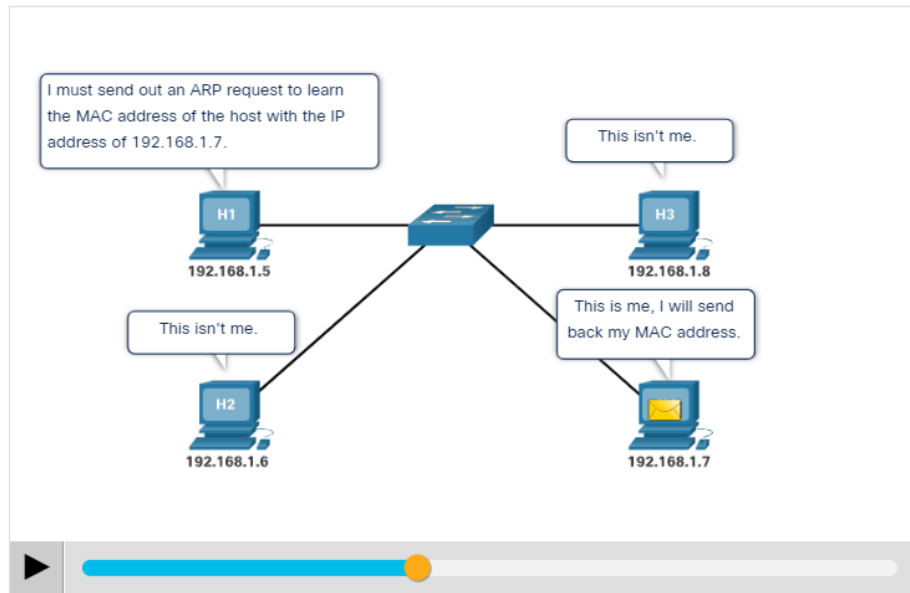 I must send out an ARP request to learn
the MAC address of the host with the IP
address of 192.168.1.7.
This isn't me.
H1
H3
192.168.1.5
192.168.1.8
This isn't me.
This is me, I will send
back my MAC address.
H2
192.168.1.6
192.168.1.7